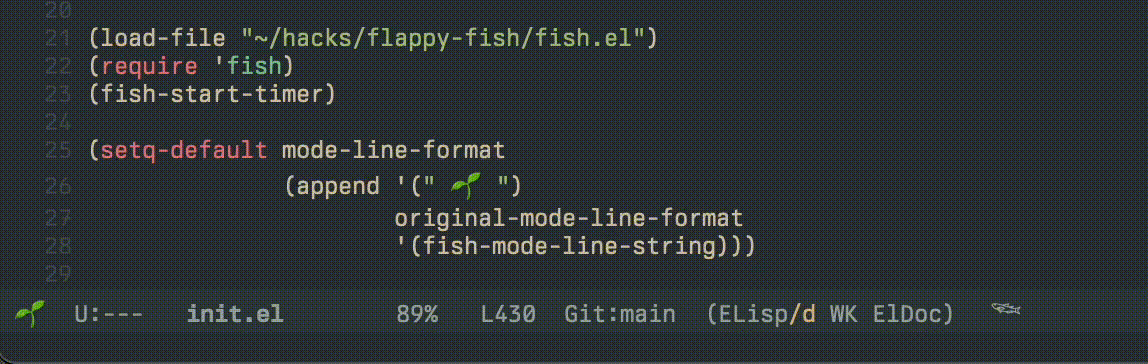 20
21 (load-file "~/hacks/flappy-fish/fish.el")
22 (require 'fish)
23 (fish-start-timer)
24
25 (setq-default mode-line-format
26 (append '(" 🌱 ")
27 original-mode-line-format
28 '(fish-mode-line-string)))
29
🌱 U:--- init.el 89% L430 Git:main (ELisp/d WK ElDoc) 🐟